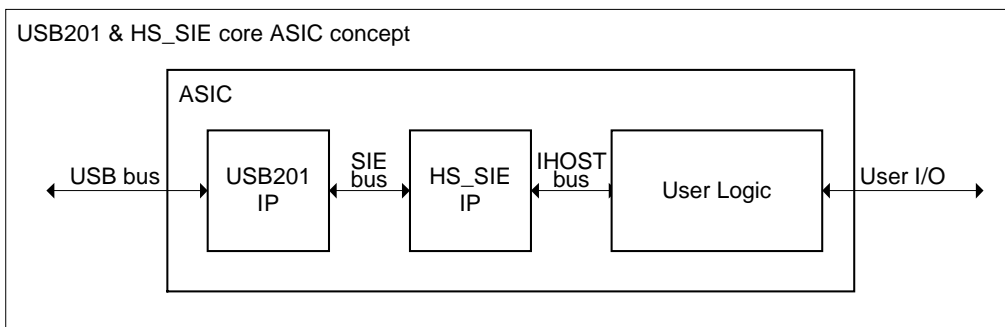 USB201 & HS_SIE core ASIC concept
ASIC
USB bus
USB201
IP
SIE
bus
HS_SIE
IP
IHOST
bus
User Logic
User I/O